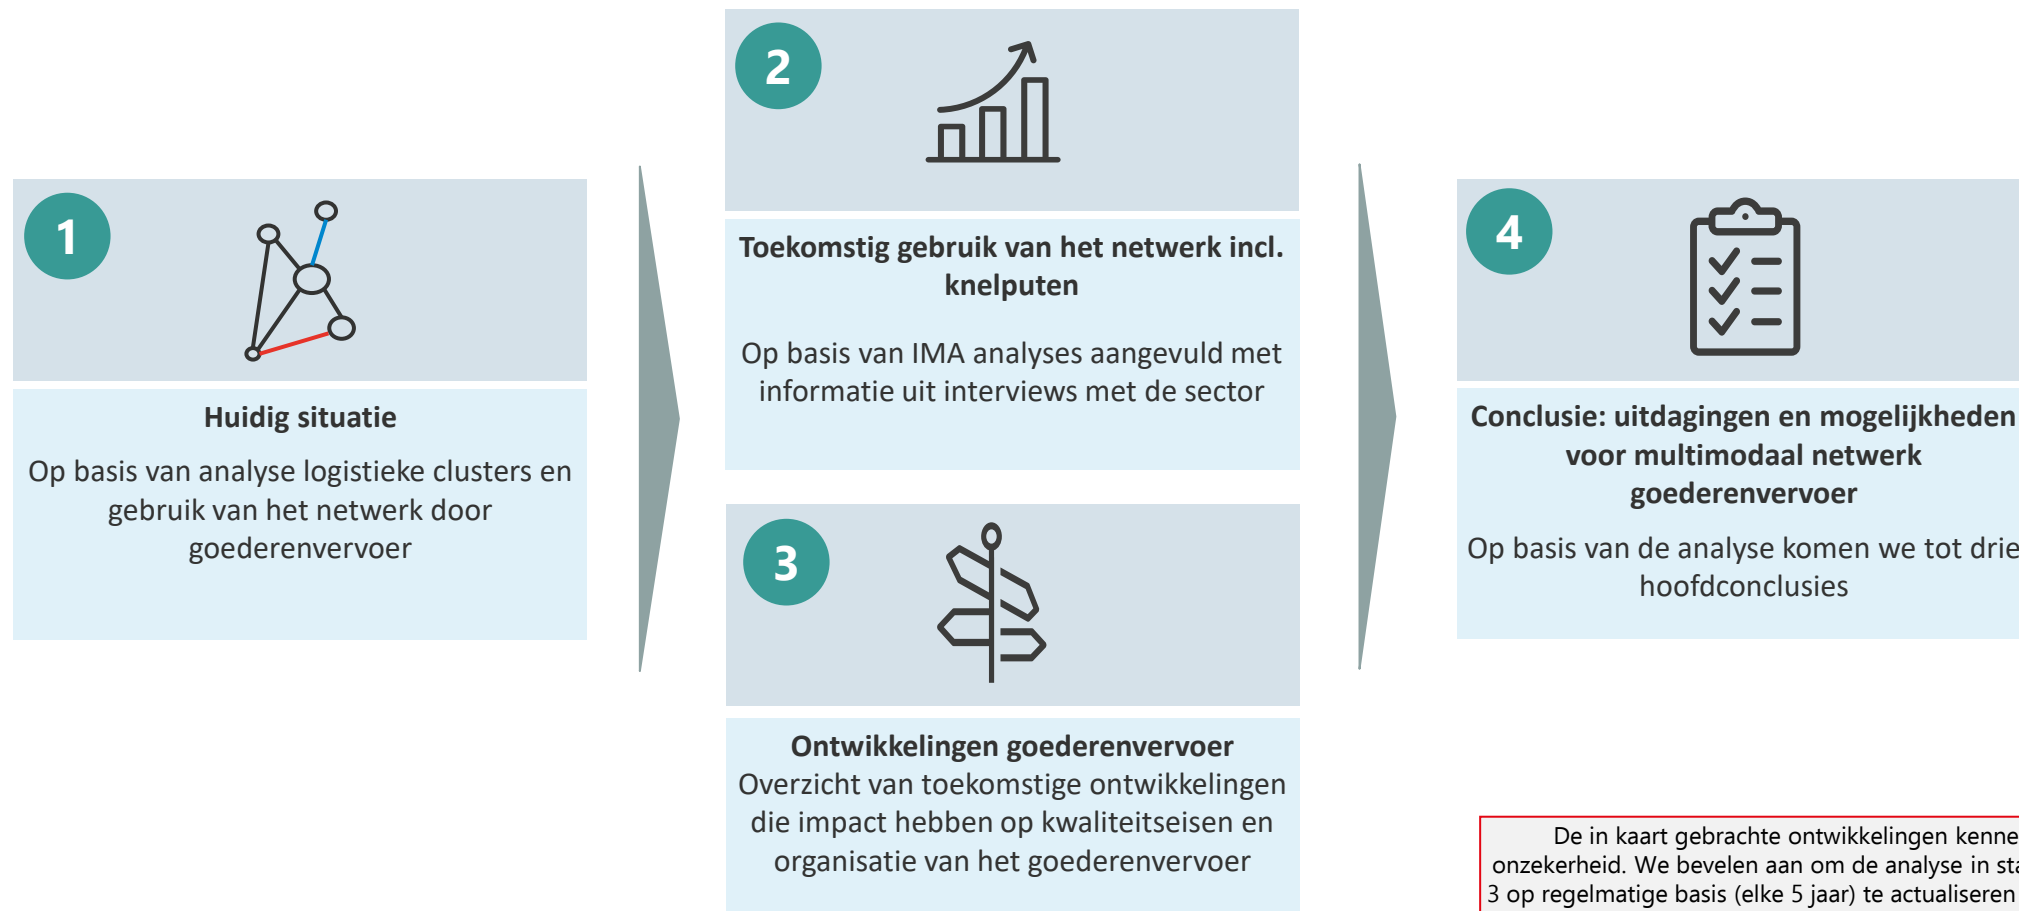 1
Huidig situatie
Op basis van analyse logistieke clusters en
gebruik van het netwerk door
goederenvervoer
2
Toekomstig gebruik van het netwerk incl.
knelputen
Op basis van IMA analyses aangevuld met
informatie uit interviews met de sector
3
Ontwikkelingen goederenvervoer
Overzicht van toekomstige ontwikkelingen
die impact hebben op kwaliteitseisen en
organisatie van het goederenvervoer
4
Conclusie: uitdagingen en mogelijkheden
voor multimodaal netwerk
goederenvervoer
Op basis van de analyse komen we tot drie
hoofdconclusies
De in kaart gebrachte ontwikkelingen kenne
onzekerheid. We bevelen aan om de analyse in sta
3 op regelmatige basis (elke 5 jaar) te actualiseren